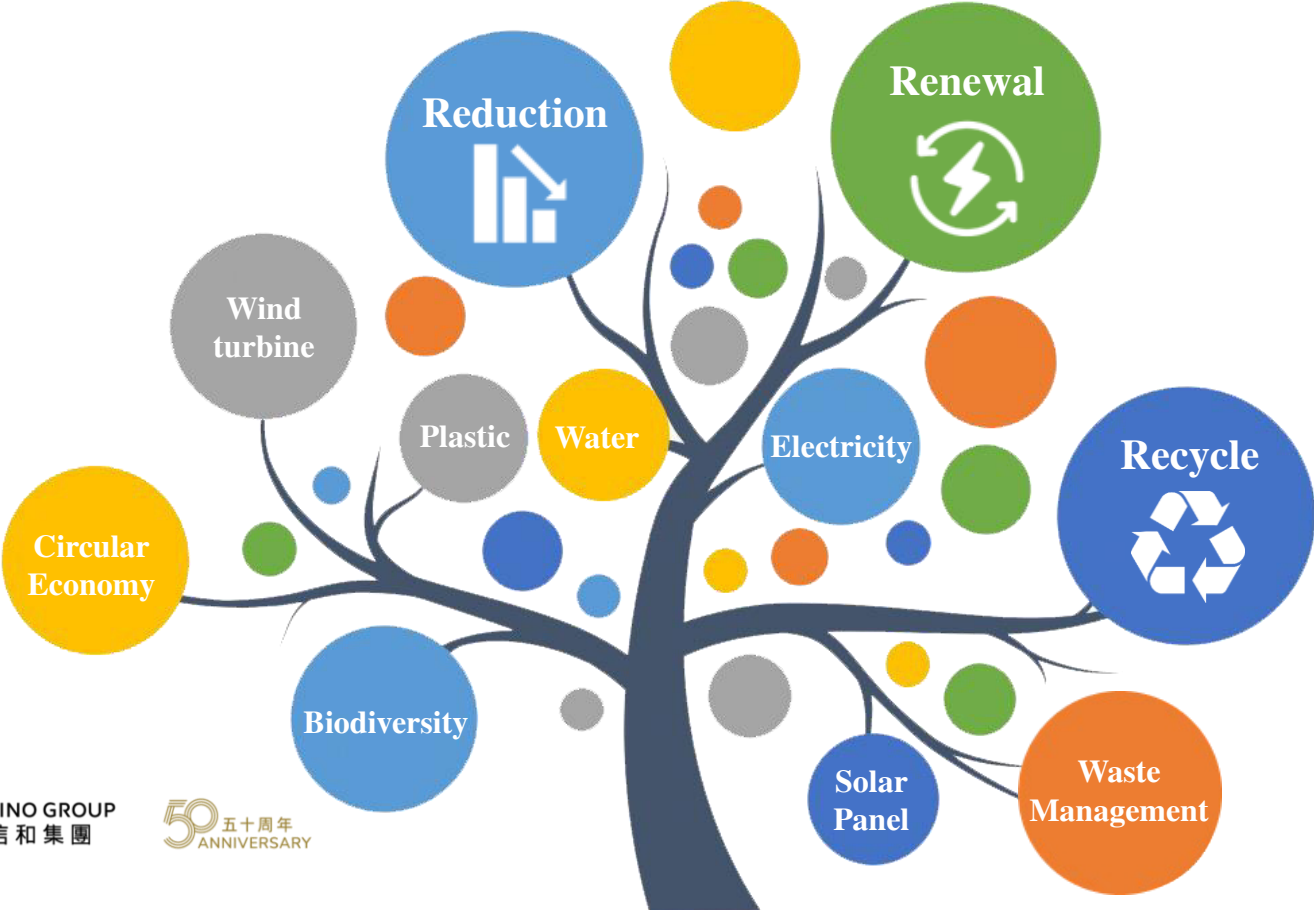 Renewal
Reduction
Wind
turbine
Plastic
Water
Electricity
Recycle
Circular
Economy
Biodiversity
Solar
Panel
Waste
Management
INO GROUP
信和集團
50 五十周年
ANNIVERSARY